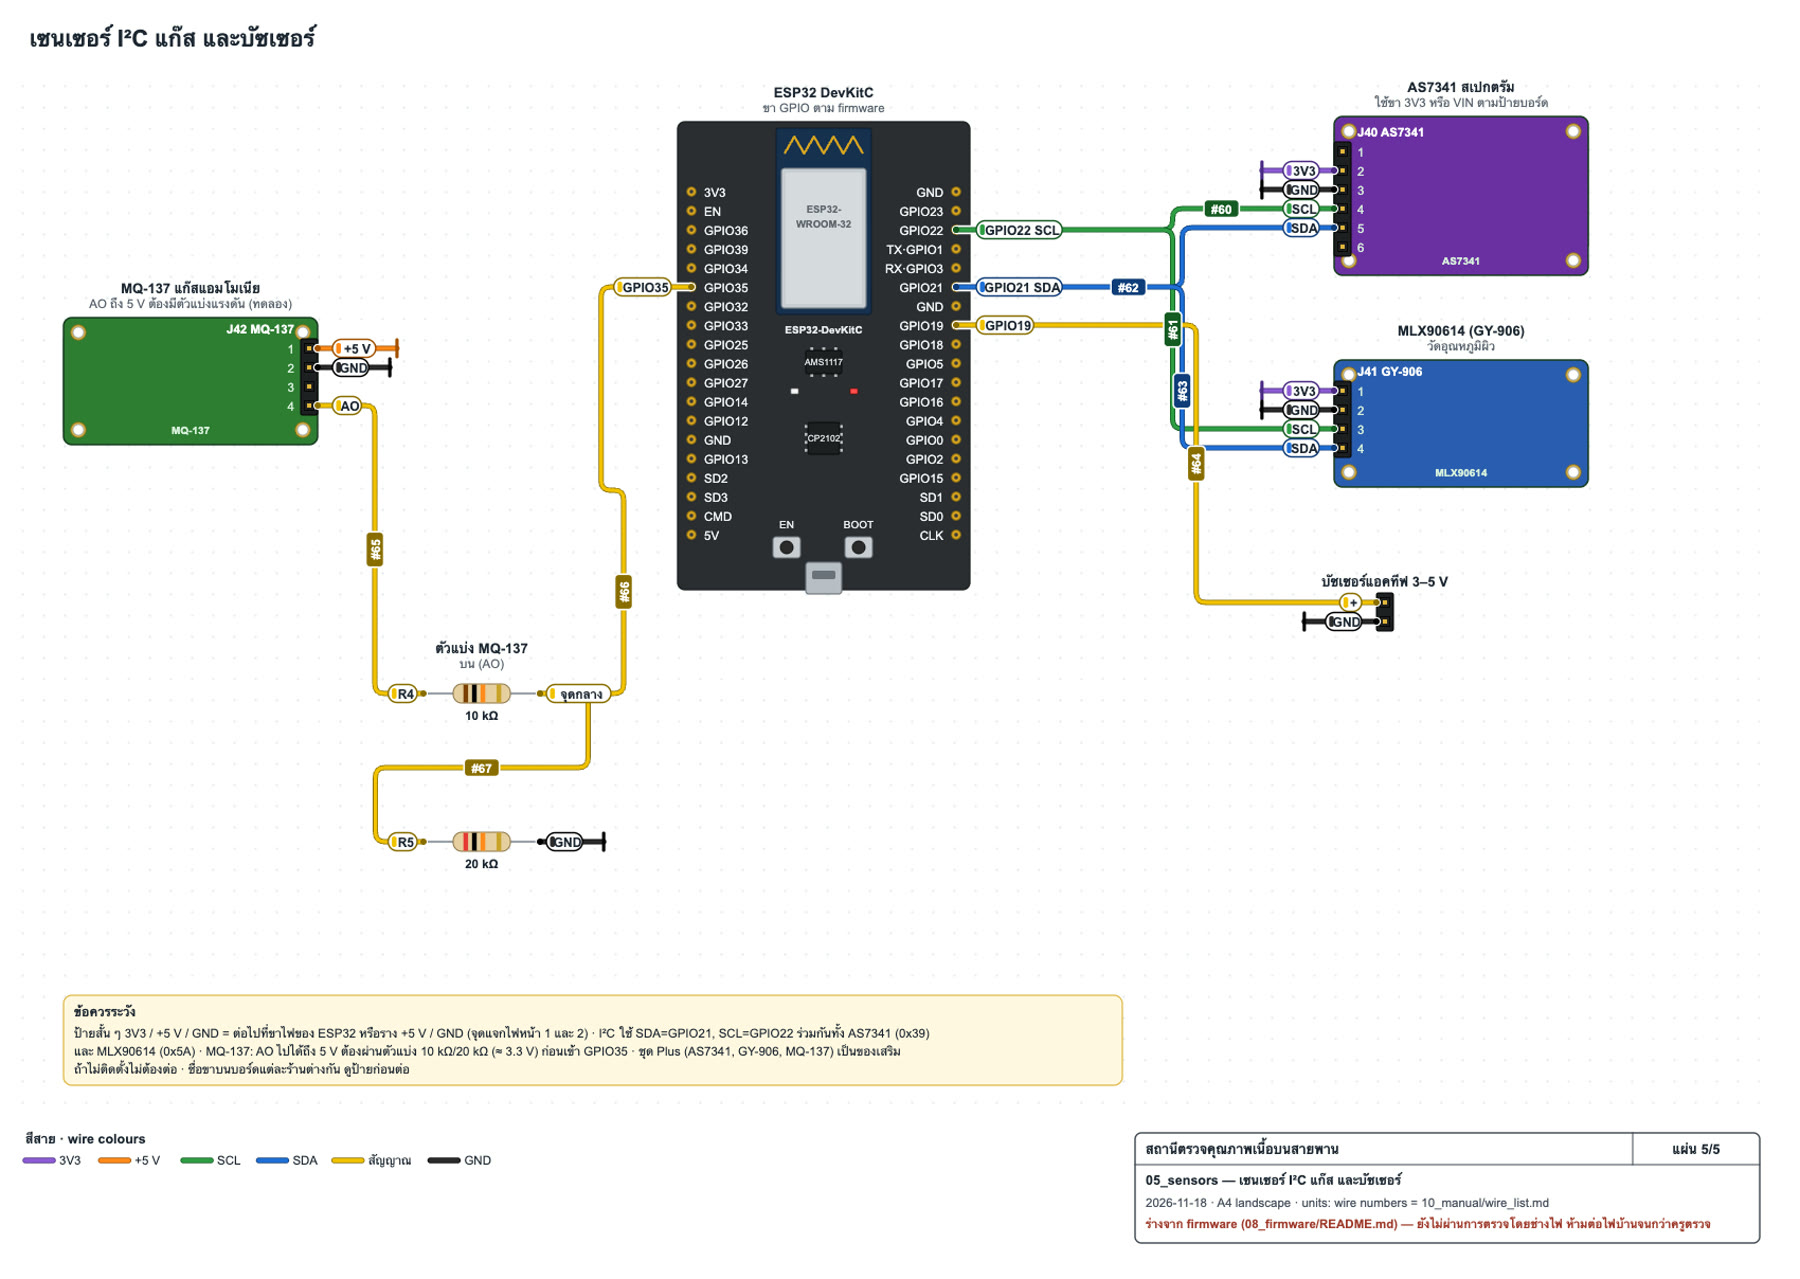 เซนเซอร์ I²C แก๊ส และบัซเซอร์
ESP32 DevKitC
ขา GPIO ตาม firmware
ESP32-
WROOM-32
3V3
EN
GPIO36
GPIO39
GPIO34
GPIO35
GPIO32
GPIO33
GPIO25
GPIO26
GPIO27
GPIO14
GPIO12
GND
GPIO13
SD2
SD3
CMD
5V
GND
GPIO23
GPIO22
TX·GPIO1
RX·GPIO3
GPIO21
GND
GPIO19
GPIO18
GPIO5
GPIO17
GPIO16
GPIO4
GPIO0
GPIO2
GPIO15
SD1
SD0
CLK
ESP32-DevKitC
AMS1117
CP2102
EN
BOOT
GPIO35
GPIO22 SCL
GPIO21 SDA
GPIO19
#60
#62
#61
#63
#64
AS7341 สเปกตรัม
ใช้ขา 3V3 หรือ VIN ตามป้ายบอร์ด
J40 AS7341
1
2
3
4
5
6
3V3
GND
SCL
SDA
AS7341
MLX90614 (GY-906)
วัดอุณหภูมิผิว
J41 GY-906
1
2
3
4
3V3
GND
SCL
SDA
MLX90614
บัซเซอร์แอคทีฟ 3–5 V
+
GND
MQ-137 แก๊สแอมโมเนีย
AO ถึง 5 V ต้องมีตัวแบ่งแรงดัน (ทดลอง)
J42 MQ-137
1
2
3
4
+5 V
GND
AO
MQ-137
#65
#66
ตัวแบ่ง MQ-137
บน (AO)
R4
จุดกลาง
10 kΩ
#67
R5
GND
20 kΩ
ข้อควรระวัง
ป้ายสั้น ๆ 3V3 / +5 V / GND = ต่อไปที่ขาไฟของ ESP32 หรือราง +5 V / GND (จุดแจกไฟหน้า 1 และ 2) · I²C ใช้ SDA=GPIO21, SCL=GPIO22 ร่วมกันทั้ง AS7341 (0x39)
และ MLX90614 (0x5A) · MQ-137: AO ไปได้ถึง 5 V ต้องผ่านตัวแบ่ง 10 kΩ/20 kΩ (≈ 3.3 V) ก่อนเข้า GPIO35 · ชุด Plus (AS7341, GY-906, MQ-137) เป็นของเสริม
ถ้าไม่ติดตั้งไม่ต้องต่อ · ชื่อขาบนบอร์ดแต่ละร้านต่างกัน ดูป้ายก่อนต่อ
สีสาย · wire colours
3V3
+5 V
SCL
SDA
สัญญาณ
GND
สถานีตรวจคุณภาพเนื้อบนสายพาน
แผ่น 5/5
05_sensors — เซนเซอร์ I²C แก๊ส และบัซเซอร์
2026-11-18 · A4 landscape · units: wire numbers = 10_manual/wire_list.md
ร่างจาก firmware (08_firmware/README.md) — ยังไม่ผ่านการตรวจโดยช่างไฟ ห้ามต่อไฟบ้านจนกว่าครูตรวจ